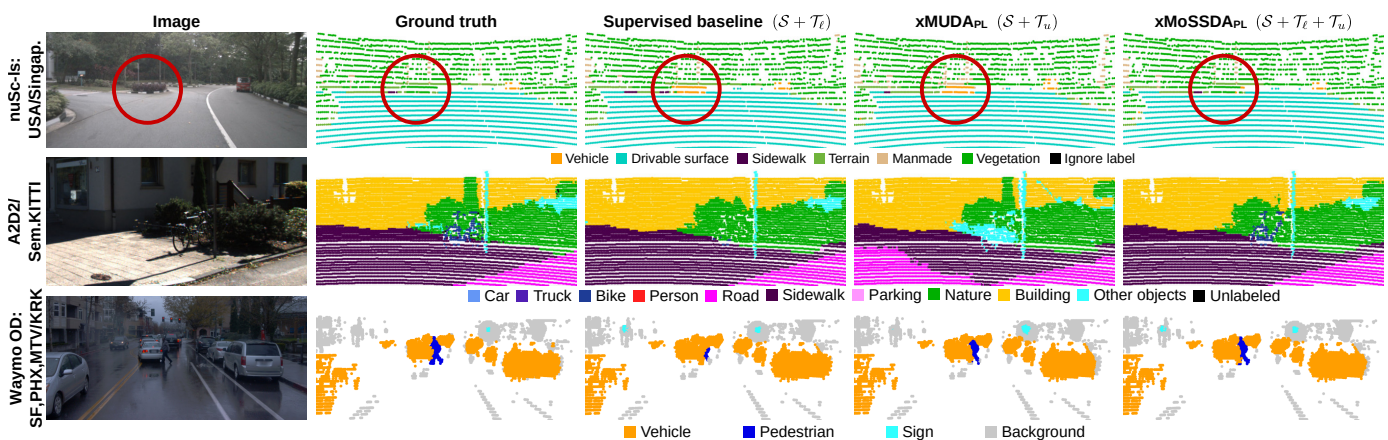 Image
Ground truth
Supervised baseline (S + Tℓ)
xMUDAPL (S + Tu)
xMoSSDAPL (S + Tℓ + Tu)
nuSc-ls:
USA/Singap.
Vehicle Drivable surface Sidewalk Terrain Manmade Vegetation Ignore label
A2D2/
Sem.KITTI
Car Truck Bike Person Road Sidewalk Parking Nature Building Other objects Unlabeled
Waymo OD:
SF,PHX,MTV/KRK
Vehicle Pedestrian Sign Background